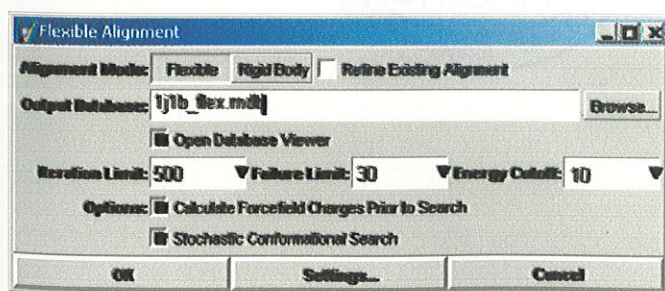 Flexible Alignment
Alignment Mode: Flexible Rigid Body Refine Existing Alignment
Output Database: 1j1b_flex.mdb Browse...
Open Database Viewer
Iteration Limit: 500 Failure Limit: 30 Energy Cutoff: 10
Options: Calculate Forcefield Charges Prior to Search
Stochastic Conformational Search
OK Settings... Cancel